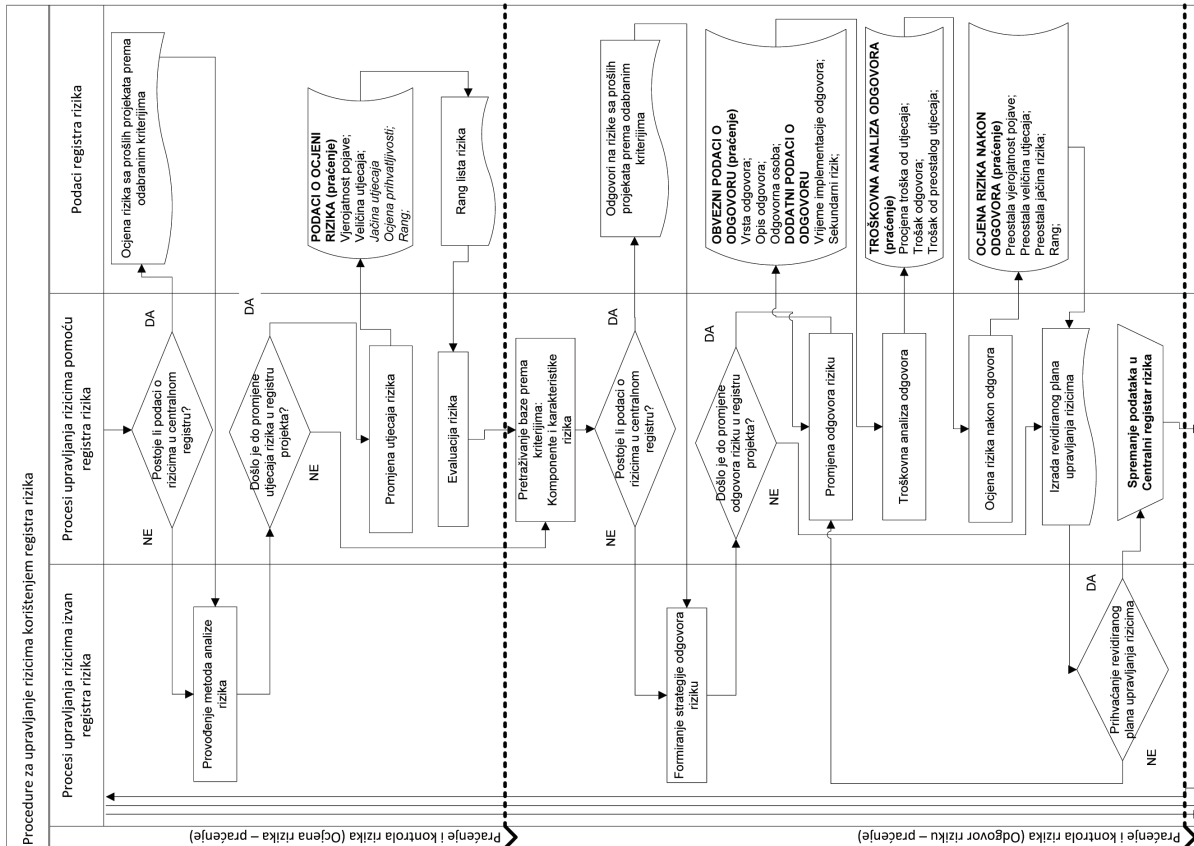 Procedure za upravljanje rizicima korištenjem registra rizika
Procesi upravljanja rizicima izvan
registra rizika
Procesi upravljanja rizicima pomoću
registra rizika
Podaci registra rizika
Praćenje i kontrola rizika (Ocjena rizika – praćenje)
Postoje li podaci o
rizicima u centralnom
registru?
DA
NE
Ocjena rizika sa prošlih projekata prema
odabranim kriterijima
Provođenje metoda analize
rizika
Došlo je do promjene
utjecaja rizika u registru
projekta?
DA
NE
Promjena utjecaja rizika
PODACI O OCJENI
RIZIKA (praćenje)
Vjerojatnost pojave;
Veličina utjecaja;
Jačina utjecaja
Ocjena prihvatljivosti;
Rang;
Rang lista rizika
Evaluacija rizika
Praćenje i kontrola rizika (Odgovor riziku – praćenje)
Pretraživanje baze prema
kriterijima:
Komponente i karakteristike
rizika
Postoje li podaci o
rizicima u centralnom
registru?
DA
NE
Odgovori na rizike sa prošlih
projekata prema odabranim
kriterijima
Formiranje strategije odgovora
riziku
Došlo je do promjene
odgovora riziku u registru
projekta?
DA
NE
Promjena odgovora riziku
OBVEZNI PODACI O
ODGOVORU (praćenje)
Vrsta odgovora;
Opis odgovora;
Odgovorna osoba;
DODATNI PODACI O
ODGOVORU
Vrijeme implementacije odgovora;
Sekundarni rizik;
Troškovna analiza odgovora
TROŠKOVNA ANALIZA ODGOVORA
(praćenje)
Procjena troška od utjecaja;
Trošak odgovora;
Trošak od preostalog utjecaja;
Ocjena rizika nakon odgovora
OCJENA RIZIKA NAKON
ODGOVORA (praćenje)
Preostala vjerojatnost pojave;
Preostala veličina utjecaja;
Preostala jačina rizika;
Rang;
Izrada revidiranog plana
upravljanja rizicima
Prihvaćanje revidiranog
plana upravljanja rizicima
DA
NE
Spremanje podataka u
Centralni registar rizika